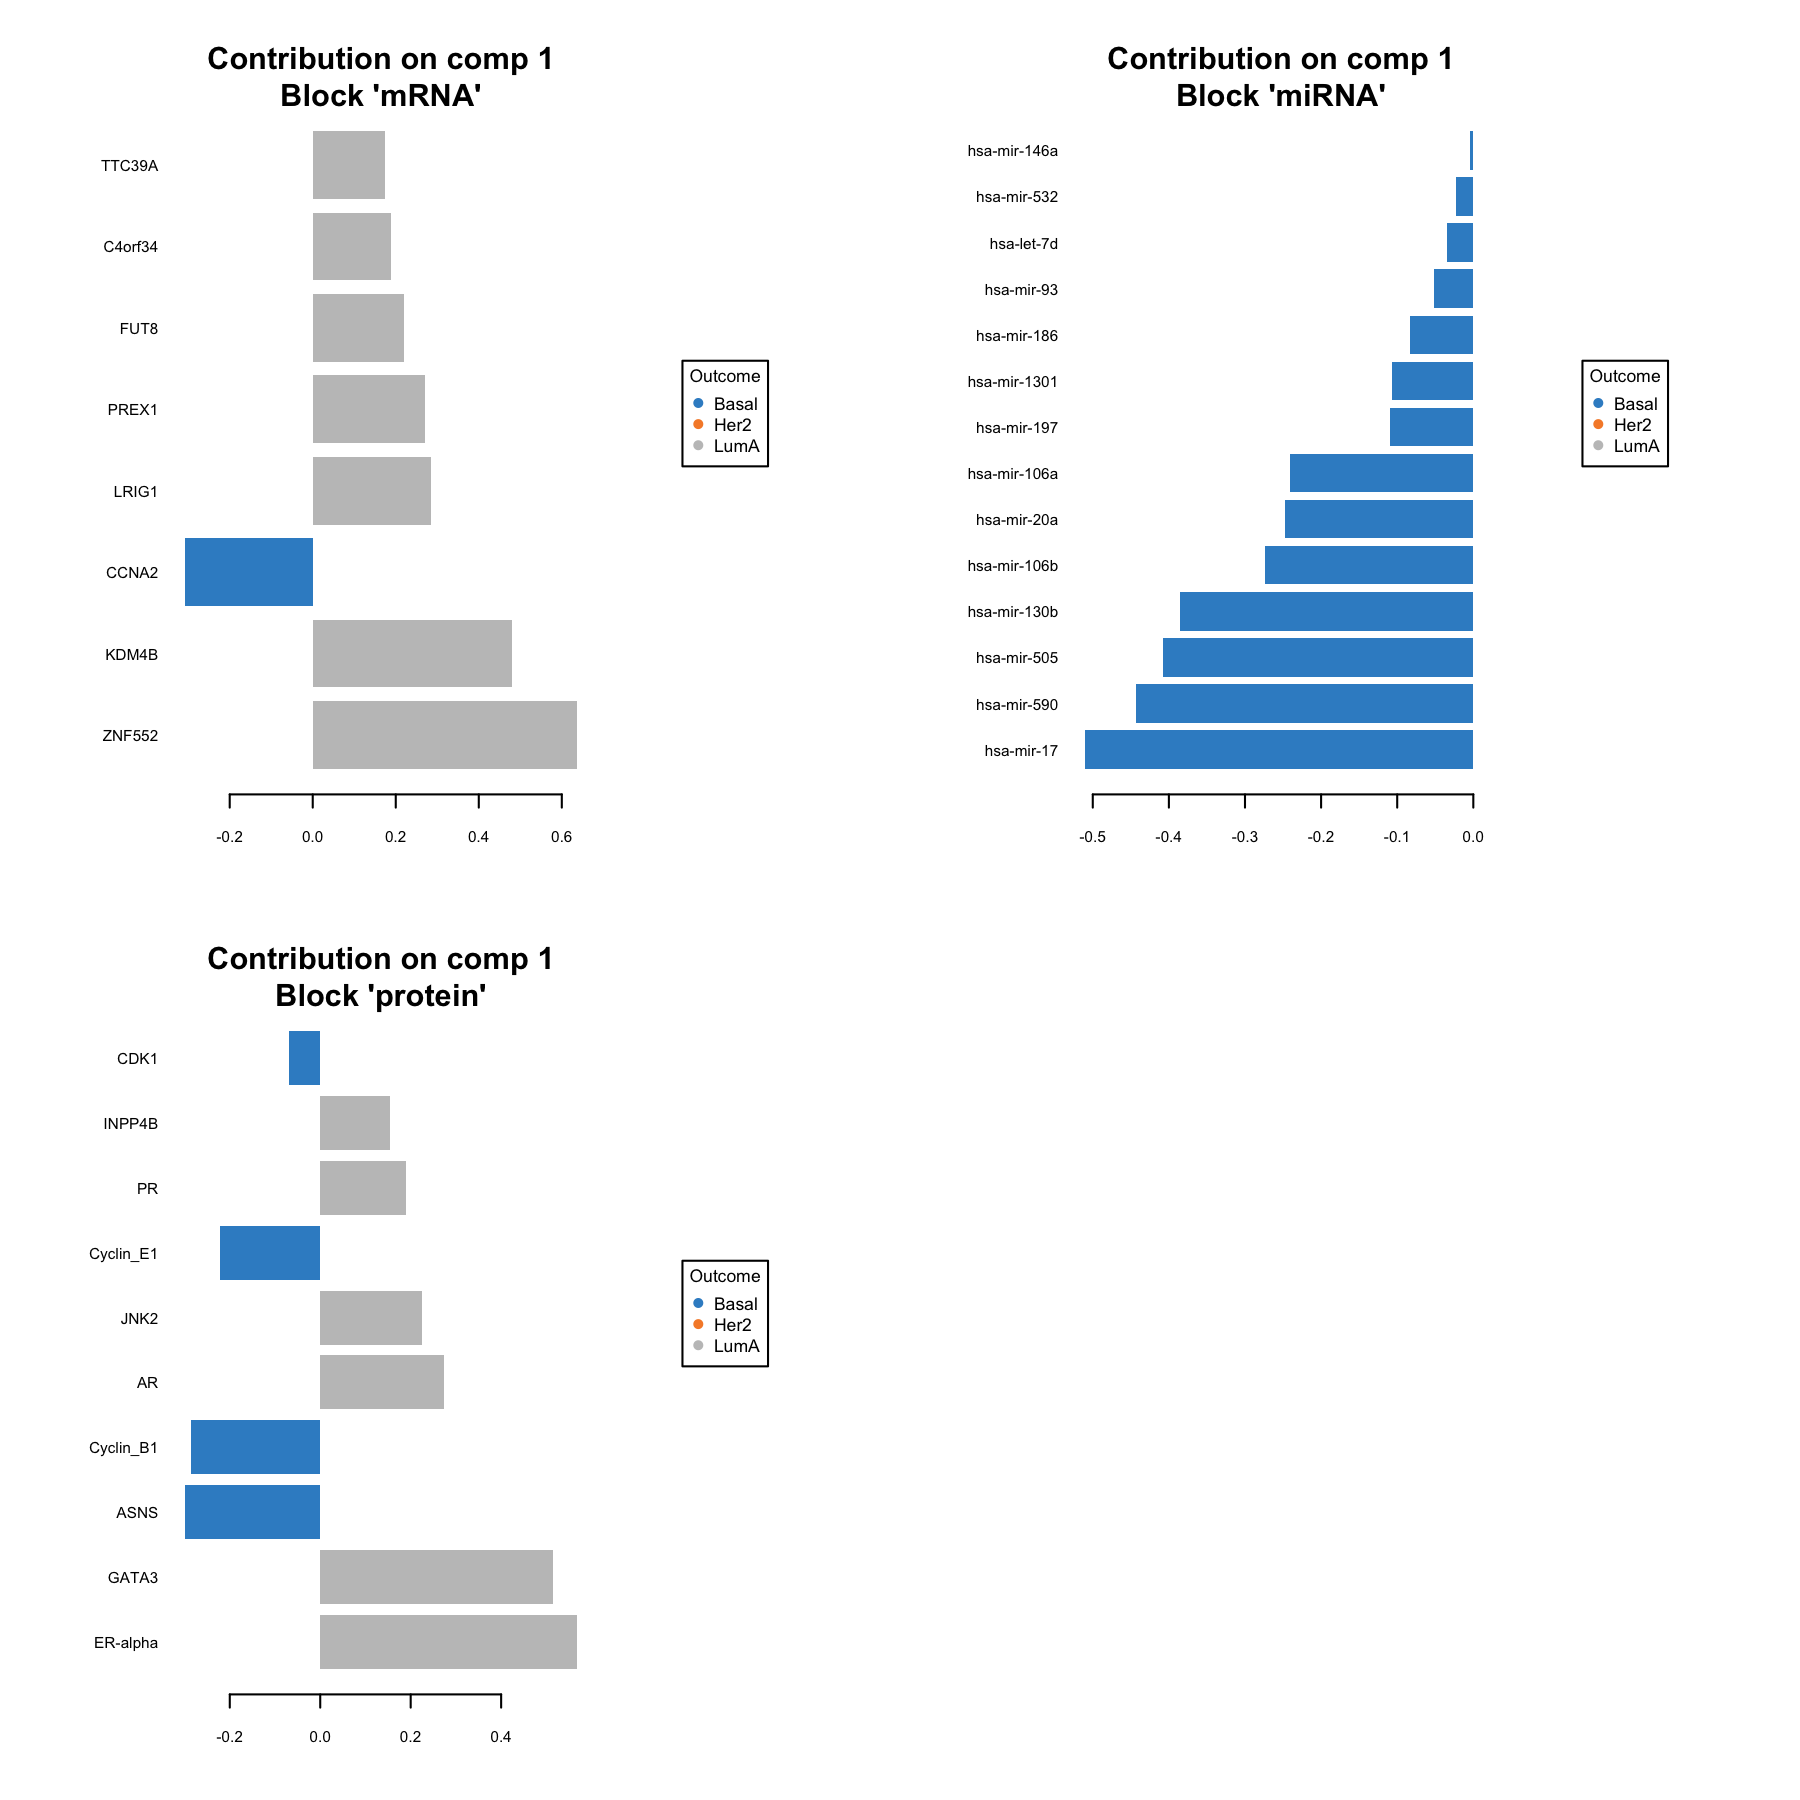 Contribution on comp 1
Block 'mRNA'
TTC39A
C4orf34
FUT8
PREX1
LRIG1
CCNA2
KDM4B
ZNF552
-0.2 0.0 0.2 0.4 0.6
Outcome
Basal
Her2
LumA
Contribution on comp 1
Block 'miRNA'
hsa-mir-146a
hsa-mir-532
hsa-let-7d
hsa-mir-93
hsa-mir-186
hsa-mir-1301
hsa-mir-197
hsa-mir-106a
hsa-mir-20a
hsa-mir-106b
hsa-mir-130b
hsa-mir-505
hsa-mir-590
hsa-mir-17
-0.5 -0.4 -0.3 -0.2 -0.1 0.0
Outcome
Basal
Her2
LumA
Contribution on comp 1
Block 'protein'
CDK1
INPP4B
PR
Cyclin_E1
JNK2
AR
Cyclin_B1
ASNS
GATA3
ER-alpha
-0.2 0.0 0.2 0.4
Outcome
Basal
Her2
LumA